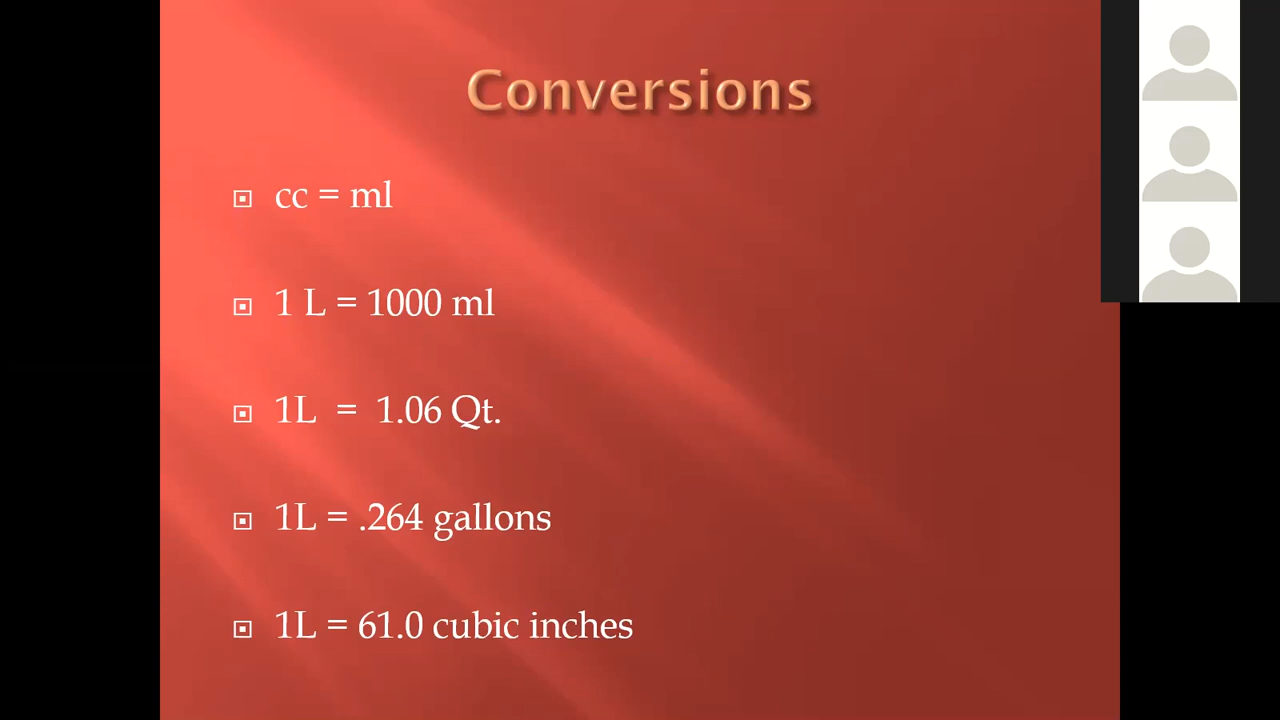 Conversions
cc = ml
1 L = 1000 ml
1L = 1.06 Qt.
1L = .264 gallons
1L = 61.0 cubic inches